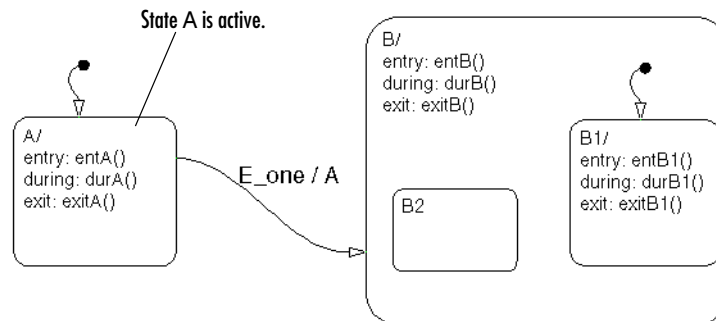 State A is active.
A/
entry: entA()
during: durA()
exit: exitA()
E_one / A
B/
entry: entB()
during: durB()
exit: exitB()
B2
B1/
entry: entB1()
during: durB1()
exit: exitB1()